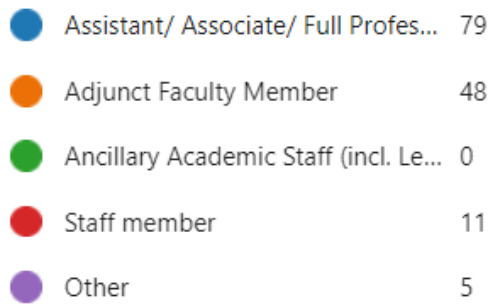 Assistant/ Associate/ Full Profes... 79
Adjunct Faculty Member 48
Ancillary Academic Staff (incl. Le... 0
Staff member 11
Other 5